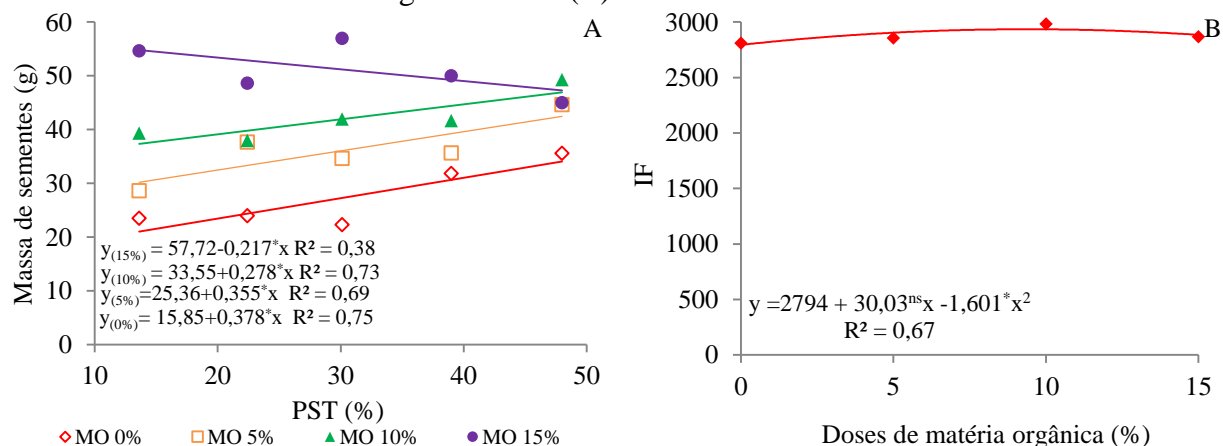 A
Massa de sementes (g)
60
50
40
30
20
10
0
y(15%) = 57,72-0,217*x R² = 0,38
y(10%) = 33,55+0,278*x R² = 0,73
y(5%)=25,36+0,355*x R² = 0,69
y(0%) = 15,85+0,378*x R² = 0,75
10 20 30 40 50
PST (%)
MO 0% MO 5% MO 10% MO 15%
B
IF
3000
2500
2000
1500
1000
500
0
y =2794 + 30,03ⁿˢx -1,601*x²
R² = 0,67
0 5 10 15
Doses de matéria orgânica (%)